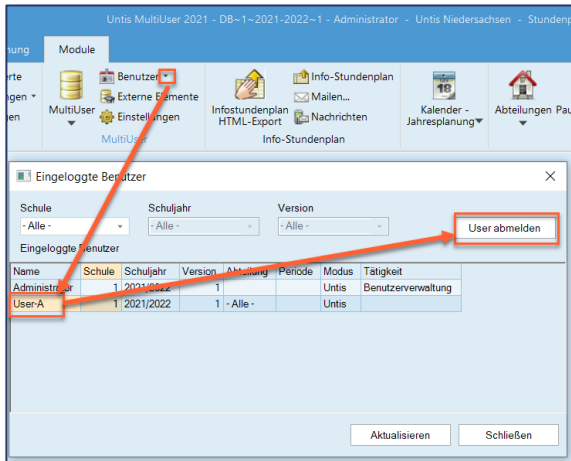 Untis MultiUser 2021 - DB~1~2021-2022~1 - Administrator - Untis Niedersachsen - Stundenp
nung Module
rte Benutzer Info-Stundenplan
gen Externe Elemente Mailen...
en MultiUser Einstellungen Infostundenplan HTML-Export Nachrichten Kalender - Jahresplanung Abteilungen Pau
MultiUser Info-Stundenplan
18
Eingeloggte Benutzer
Schule Schuljahr Version
- Alle - - Alle - - Alle - User abmelden
Eingeloggte Benutzer
Name Schule Schuljahr Version Abteilung Periode Modus Tätigkeit
Administrator 1 2021/2022 1 Untis Benutzerverwaltung
User-A 1 2021/2022 1 - Alle - Untis
Aktualisieren Schließen